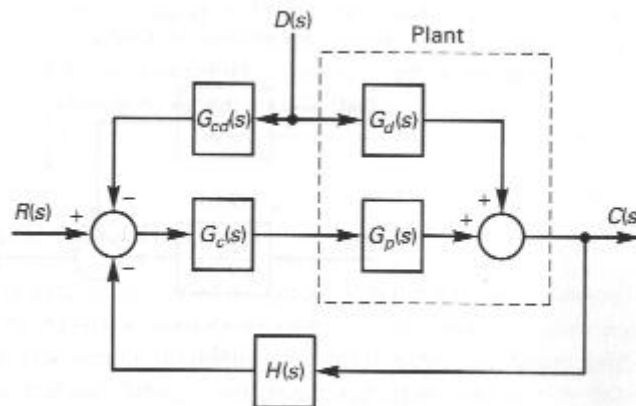 D(s)
Plant
G_cd(s)
G_d(s)
R(s)
+
−
−
G_c(s)
G_p(s)
+
+
C(s
H(s)